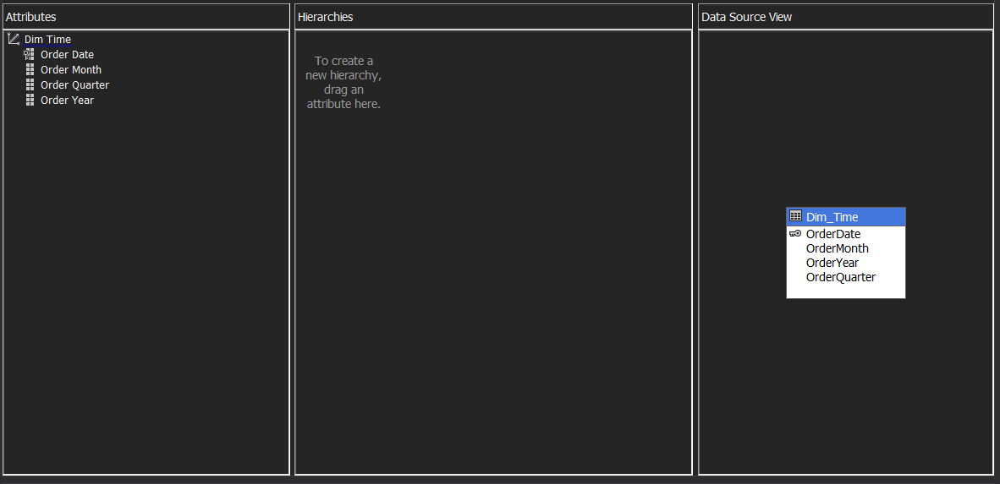 Attributes
Dim Time
Order Date
Order Month
Order Quarter
Order Year
Hierarchies
To create a
new hierarchy,
drag an
attribute here.
Data Source View
Dim_Time
OrderDate
OrderMonth
OrderYear
OrderQuarter